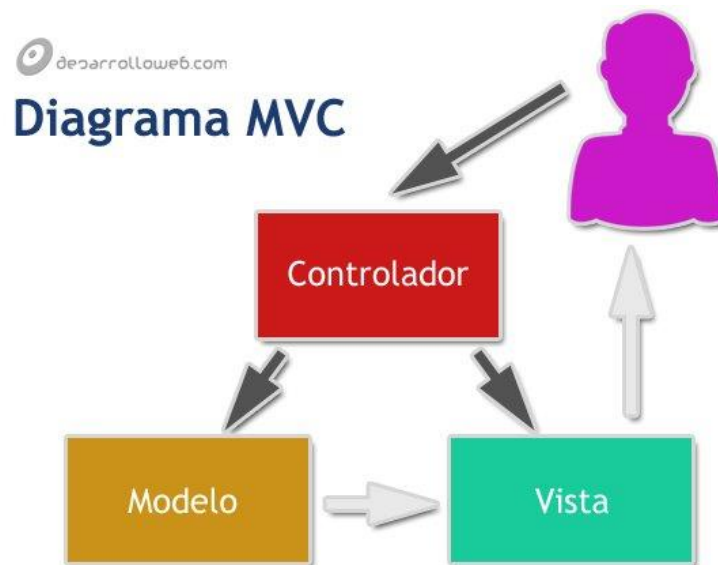 desarrolloweb.com
Diagrama MVC
Controlador
Modelo
Vista